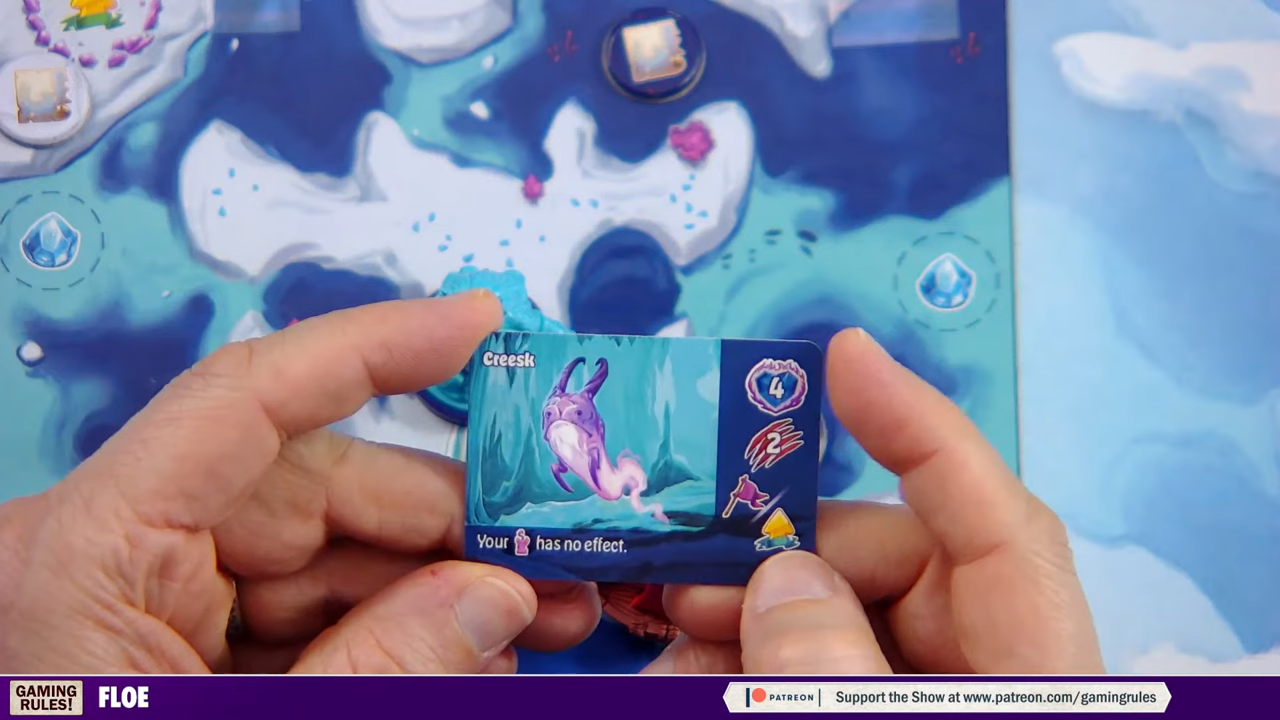 Creesk
4
2
Your has no effect.
GAMING
RULES!
FLOE
PATREON
Support the Show at www.patreon.com/gamingrules